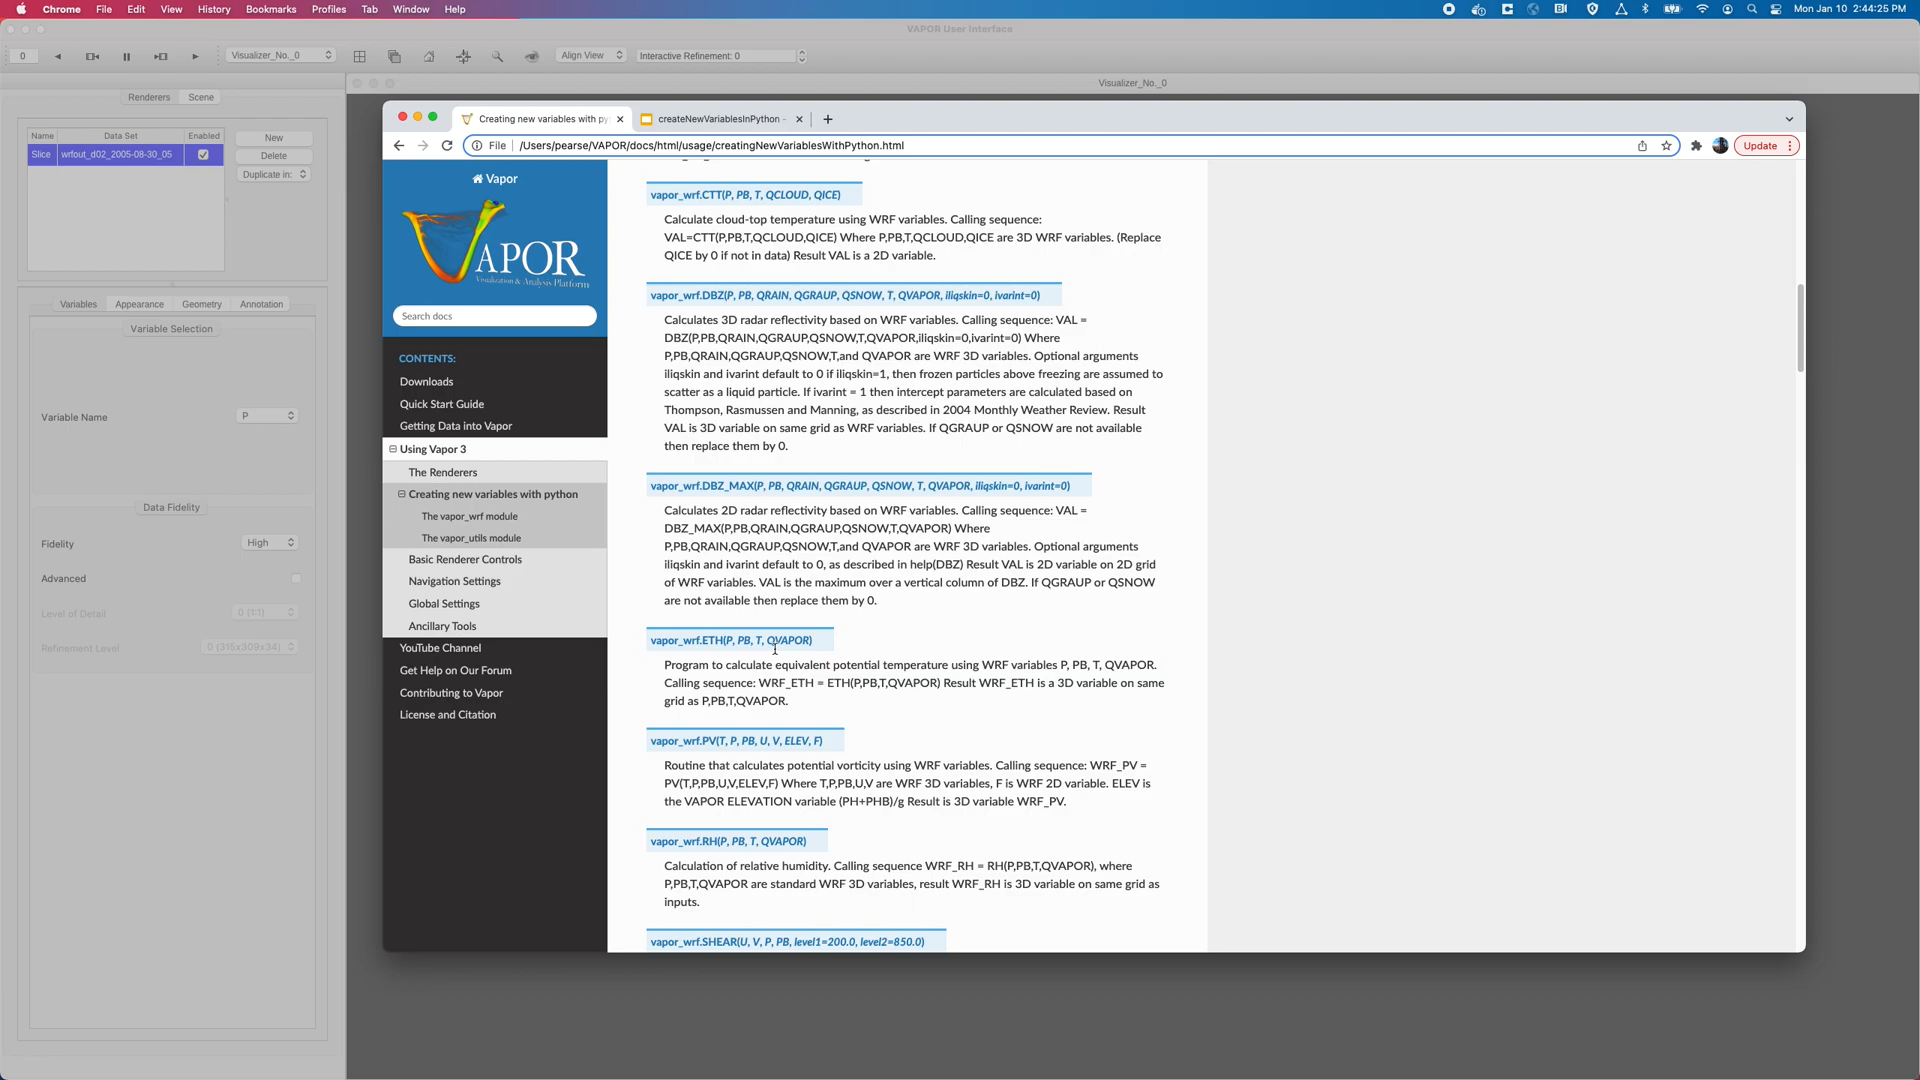 Chrome File Edit View History Bookmarks Profiles Tab Window Help Mon Jan 10 2:44:25 PM
VAPOR User Interface
0 Visualizer_No._0 Align View Interactive Refinement: 0
Visualizer_No._0
Renderers Scene
Name Data Set Enabled
Slice wrfout_d02_2005-08-30_05
New
Delete
Duplicate in:
Variables Appearance Geometry Annotation
Variable Selection
Variable Name P
Data Fidelity
Fidelity High
Advanced
Level of Detail 0 (1:1)
Refinement Level 0 (315x309x34)
Creating new variables with py createNewVariablesInPython -
File /Users/pearse/VAPOR/docs/html/usage/creatingNewVariablesWithPython.html Update
Vapor
VAPOR
Visualization & Analysis Platform
Search docs
CONTENTS:
Downloads
Quick Start Guide
Getting Data into Vapor
Using Vapor 3
The Renderers
Creating new variables with python
The vapor_wrf module
The vapor_utils module
Basic Renderer Controls
Navigation Settings
Global Settings
Ancillary Tools
YouTube Channel
Get Help on Our Forum
Contributing to Vapor
License and Citation
vapor_wrf.CTT(P, PB, T, QCLOUD, QICE)
Calculate cloud-top temperature using WRF variables. Calling sequence:
VAL=CTT(P,PB,T,QCLOUD,QICE) Where P,PB,T,QCLOUD,QICE are 3D WRF variables. (Replace
QICE by 0 if not in data) Result VAL is a 2D variable.
vapor_wrf.DBZ(P, PB, QRAIN, QGRAUP, QSNOW, T, QVAPOR, iliqskin=0, ivarint=0)
Calculates 3D radar reflectivity based on WRF variables. Calling sequence: VAL =
DBZ(P,PB,QRAIN,QGRAUP,QSNOW,T,QVAPOR,iliqskin=0,ivarint=0) Where
P,PB,QRAIN,QGRAUP,QSNOW,T,and QVAPOR are WRF 3D variables. Optional arguments
iliqskin and ivarint default to 0 if iliqskin=1, then frozen particles above freezing are assumed to
scatter as a liquid particle. If ivarint = 1 then intercept parameters are calculated based on
Thompson, Rasmussen and Manning, as described in 2004 Monthly Weather Review. Result
VAL is 3D variable on same grid as WRF variables. If QGRAUP or QSNOW are not available
then replace them by 0.
vapor_wrf.DBZ_MAX(P, PB, QRAIN, QGRAUP, QSNOW, T, QVAPOR, iliqskin=0, ivarint=0)
Calculates 2D radar reflectivity based on WRF variables. Calling sequence: VAL =
DBZ_MAX(P,PB,QRAIN,QGRAUP,QSNOW,T,QVAPOR) Where
P,PB,QRAIN,QGRAUP,QSNOW,T,and QVAPOR are WRF 3D variables. Optional arguments
iliqskin and ivarint default to 0, as described in help(DBZ) Result VAL is 2D variable on 2D grid
of WRF variables. VAL is the maximum over a vertical column of DBZ. If QGRAUP or QSNOW
are not available then replace them by 0.
vapor_wrf.ETH(P, PB, T, QVAPOR)
Program to calculate equivalent potential temperature using WRF variables P, PB, T, QVAPOR.
Calling sequence: WRF_ETH = ETH(P,PB,T,QVAPOR) Result WRF_ETH is a 3D variable on same
grid as P,PB,T,QVAPOR.
vapor_wrf.PV(T, P, PB, U, V, ELEV, F)
Routine that calculates potential vorticity using WRF variables. Calling sequence: WRF_PV =
PV(T,P,PB,U,V,ELEV,F) Where T,P,PB,U,V are WRF 3D variables, F is WRF 2D variable. ELEV is
the VAPOR ELEVATION variable (PH+PHB)/g Result is 3D variable WRF_PV.
vapor_wrf.RH(P, PB, T, QVAPOR)
Calculation of relative humidity. Calling sequence WRF_RH = RH(P,PB,T,QVAPOR), where
P,PB,T,QVAPOR are standard WRF 3D variables, result WRF_RH is 3D variable on same grid as
inputs.
vapor_wrf.SHEAR(U, V, P, PB, level1=200.0, level2=850.0)